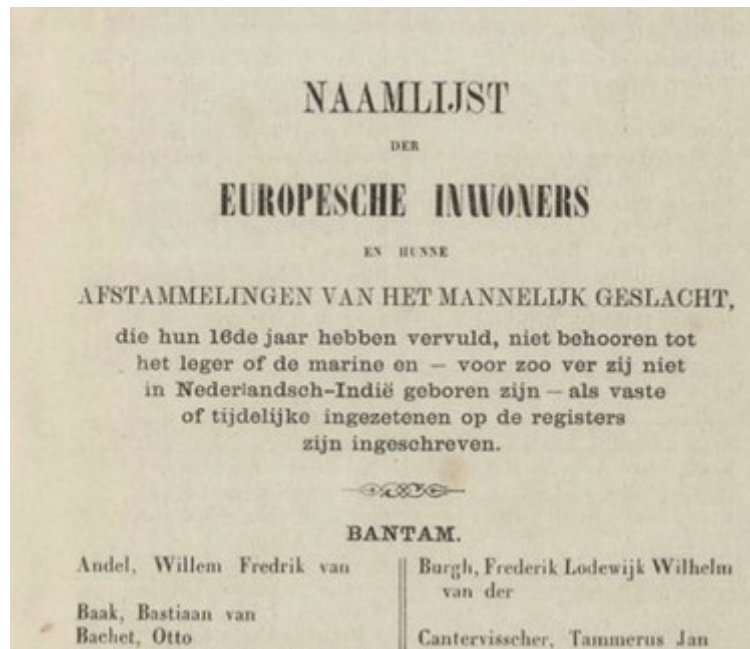 NAAMLIJST
DER
EUROPESCHE INWONERS
EN HUNNE
AFSTAMMELINGEN VAN HET MANNELIJK GESLACHT,
die hun 16de jaar hebben vervuld, niet behooren tot
het leger of de marine en — voor zoo ver zij niet
in Nederlandsch-Indië geboren zijn — als vaste
of tijdelijke ingezetenen op de registers
zijn ingeschreven.
BANTAM.
Andel, Willem Fredrik van
Baak, Bastiaan van
Bachet, Otto
Burgh, Frederik Lodewijk Wilhelm
van der
Cantervisscher, Tammerus Jan